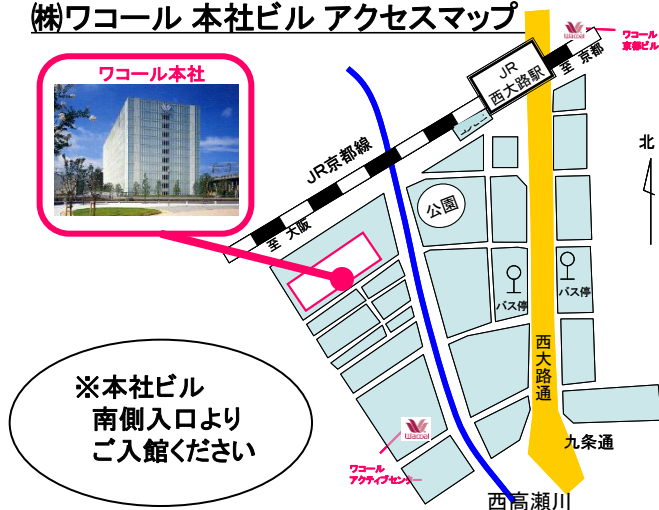 ㈱ワコール 本社ビル アクセスマップ
ワコール本社
Wacoal
ワコール
京都ビル
JR
西大路駅
至 京都
JR京都線
至 大阪
北
公園
バス停
バス停
西大路通
九条通
※本社ビル
南側入口より
ご入館ください
Wacoal
ワコール
アクティブセンター
西高瀬川